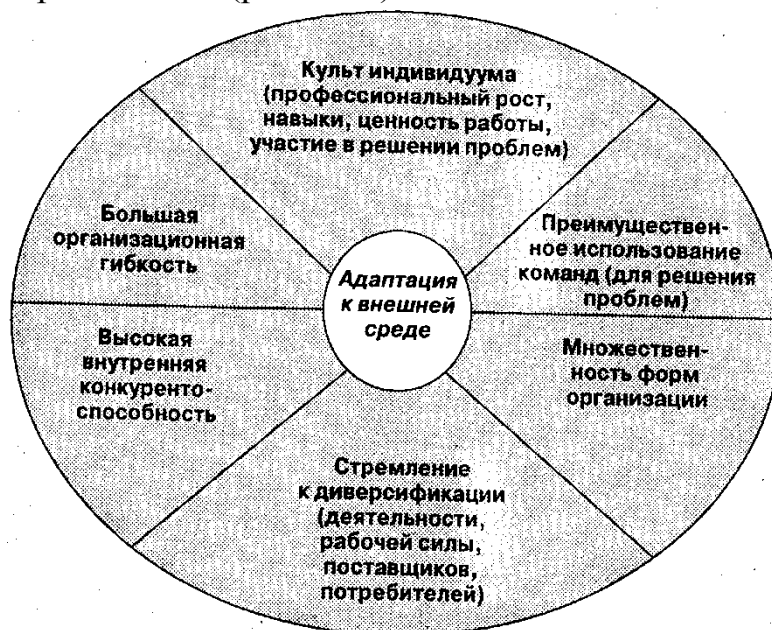 Культ индивидуума
(профессиональный рост,
навыки, ценность работы,
участие в решении проблем)
Большая
организационная
гибкость
Преимуществен-
ное использование
команд (для решения
проблем)
Адаптация
к внешней
среде
Высокая
внутренняя
конкуренто-
способность
Множествен-
ность форм
организации
Стремление
к диверсификации
(деятельности,
рабочей силы,
поставщиков,
потребителей)